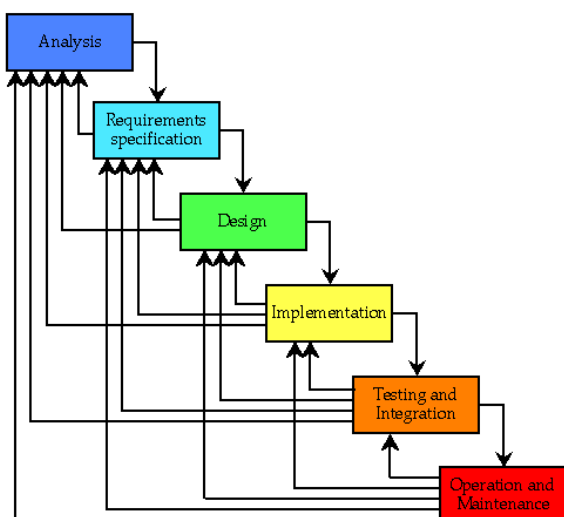 Analysis
Requirements
specification
Design
Implementation
Testing and
Integration
Operation and
Maintenance